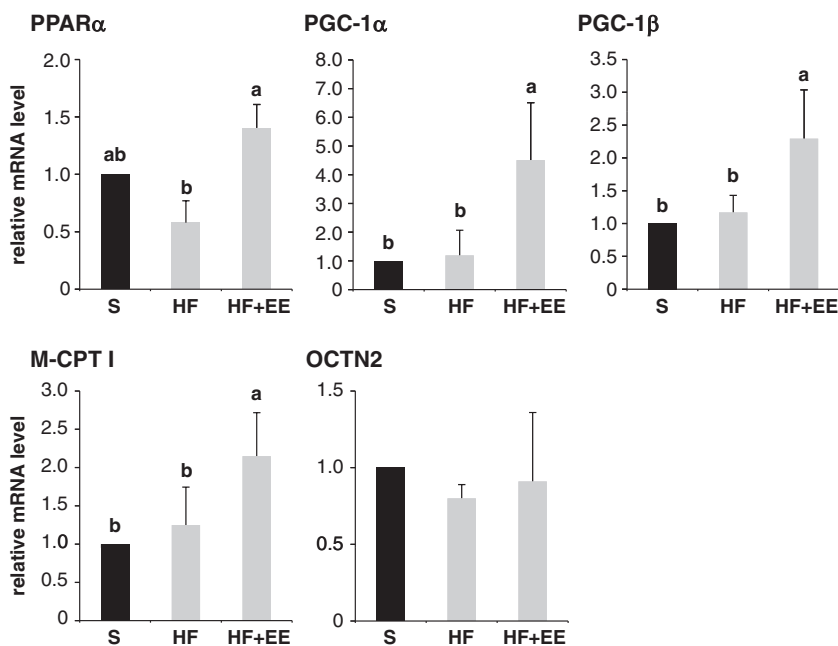 PPARα
relative mRNA level
2.0
1.5
1.0
0.5
0
ab
b
a
S HF HF+EE
PGC-1α
8.0
7.0
6.0
5.0
4.0
3.0
2.0
1.0
0
b
b
a
S HF HF+EE
PGC-1β
3.5
3.0
2.5
2.0
1.5
1.0
0.5
0
b
b
a
S HF HF+EE
M-CPT I
relative mRNA level
3.0
2.5
2.0
1.5
1.0
0.5
0
b
b
a
S HF HF+EE
OCTN2
1.5
1.0
0.5
0
S HF HF+EE